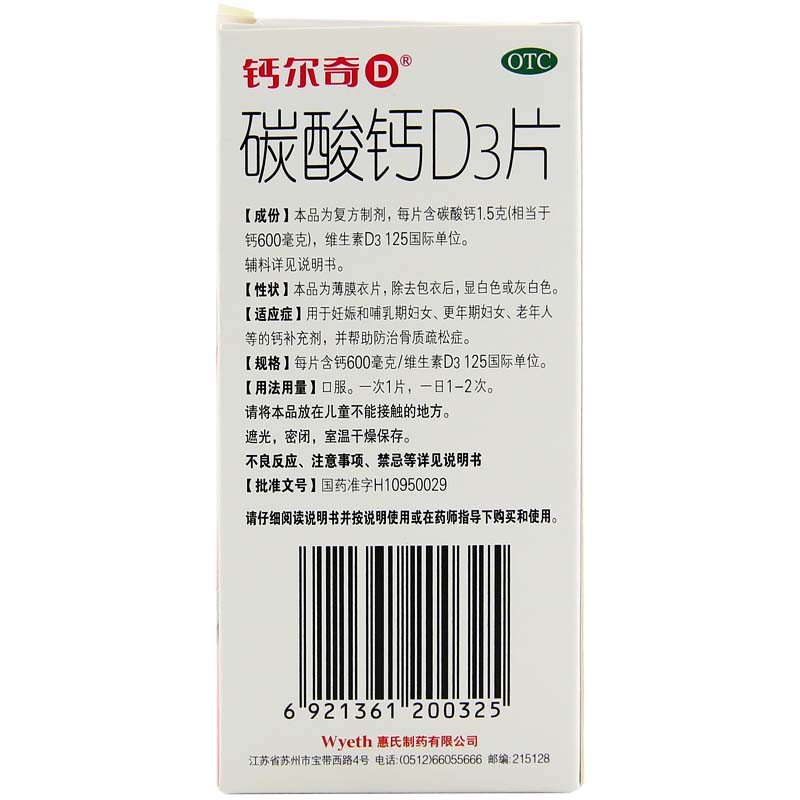 钙尔奇D®
OTC
碳酸钙D3片
【成份】本品为复方制剂，每片含碳酸钙1.5克(相当于
钙600毫克)，维生素D3 125国际单位。
辅料详见说明书。
【性状】本品为薄膜衣片，除去包衣后，显白色或灰白色。
【适应症】用于妊娠和哺乳期妇女、更年期妇女、老年人
等的钙补充剂，并帮助防治骨质疏松症。
【规格】每片含钙600毫克/维生素D3 125国际单位。
【用法用量】口服。一次1片，一日1-2次。
请将本品放在儿童不能接触的地方。
遮光，密闭，室温干燥保存。
不良反应、注意事项、禁忌等详见说明书
【批准文号】国药准字H10950029
请仔细阅读说明书并按说明使用或在药师指导下购买和使用。
6 921361 200325
Wyeth 惠氏制药有限公司
江苏省苏州市宝带西路4号 电话:(0512)66055666 邮编:215128